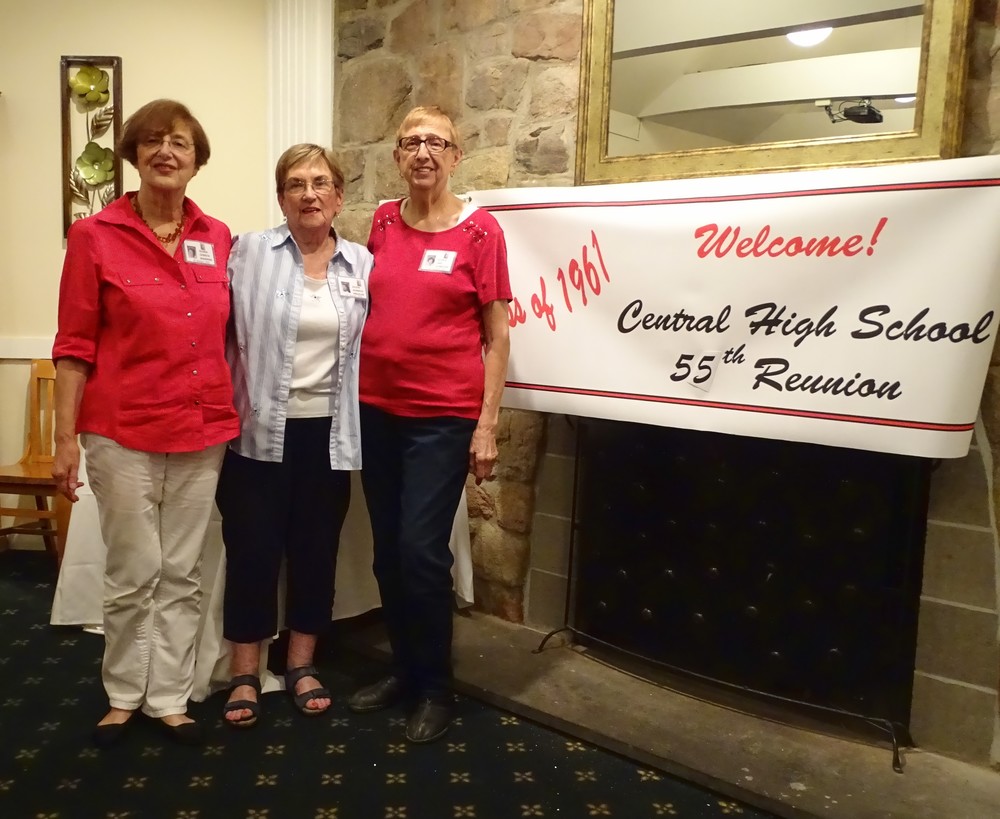 ss of 1961
Welcome!
Central High School
55th Reunion